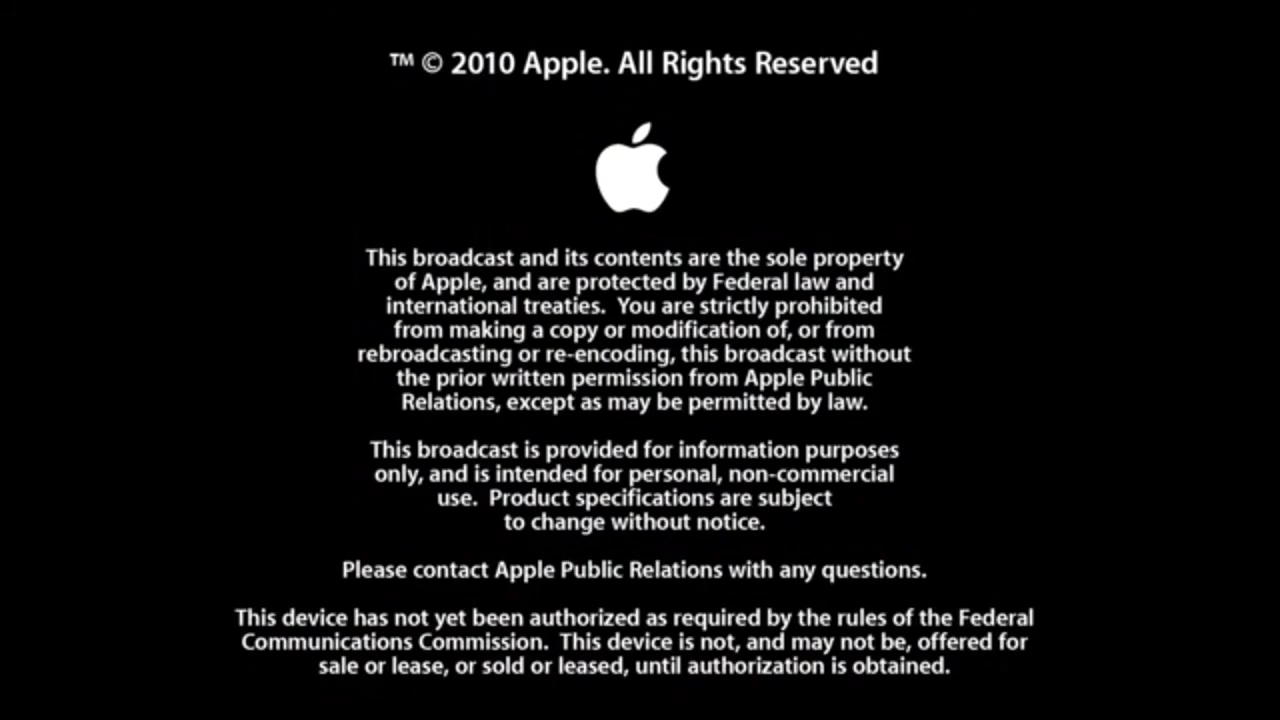 ™ © 2010 Apple. All Rights Reserved
This broadcast and its contents are the sole property
of Apple, and are protected by Federal law and
international treaties.  You are strictly prohibited
from making a copy or modification of, or from
rebroadcasting or re-encoding, this broadcast without
the prior written permission from Apple Public
Relations, except as may be permitted by law.
This broadcast is provided for information purposes
only, and is intended for personal, non-commercial
use.  Product specifications are subject
to change without notice.
Please contact Apple Public Relations with any questions.
This device has not yet been authorized as required by the rules of the Federal
Communications Commission.  This device is not, and may not be, offered for
sale or lease, or sold or leased, until authorization is obtained.